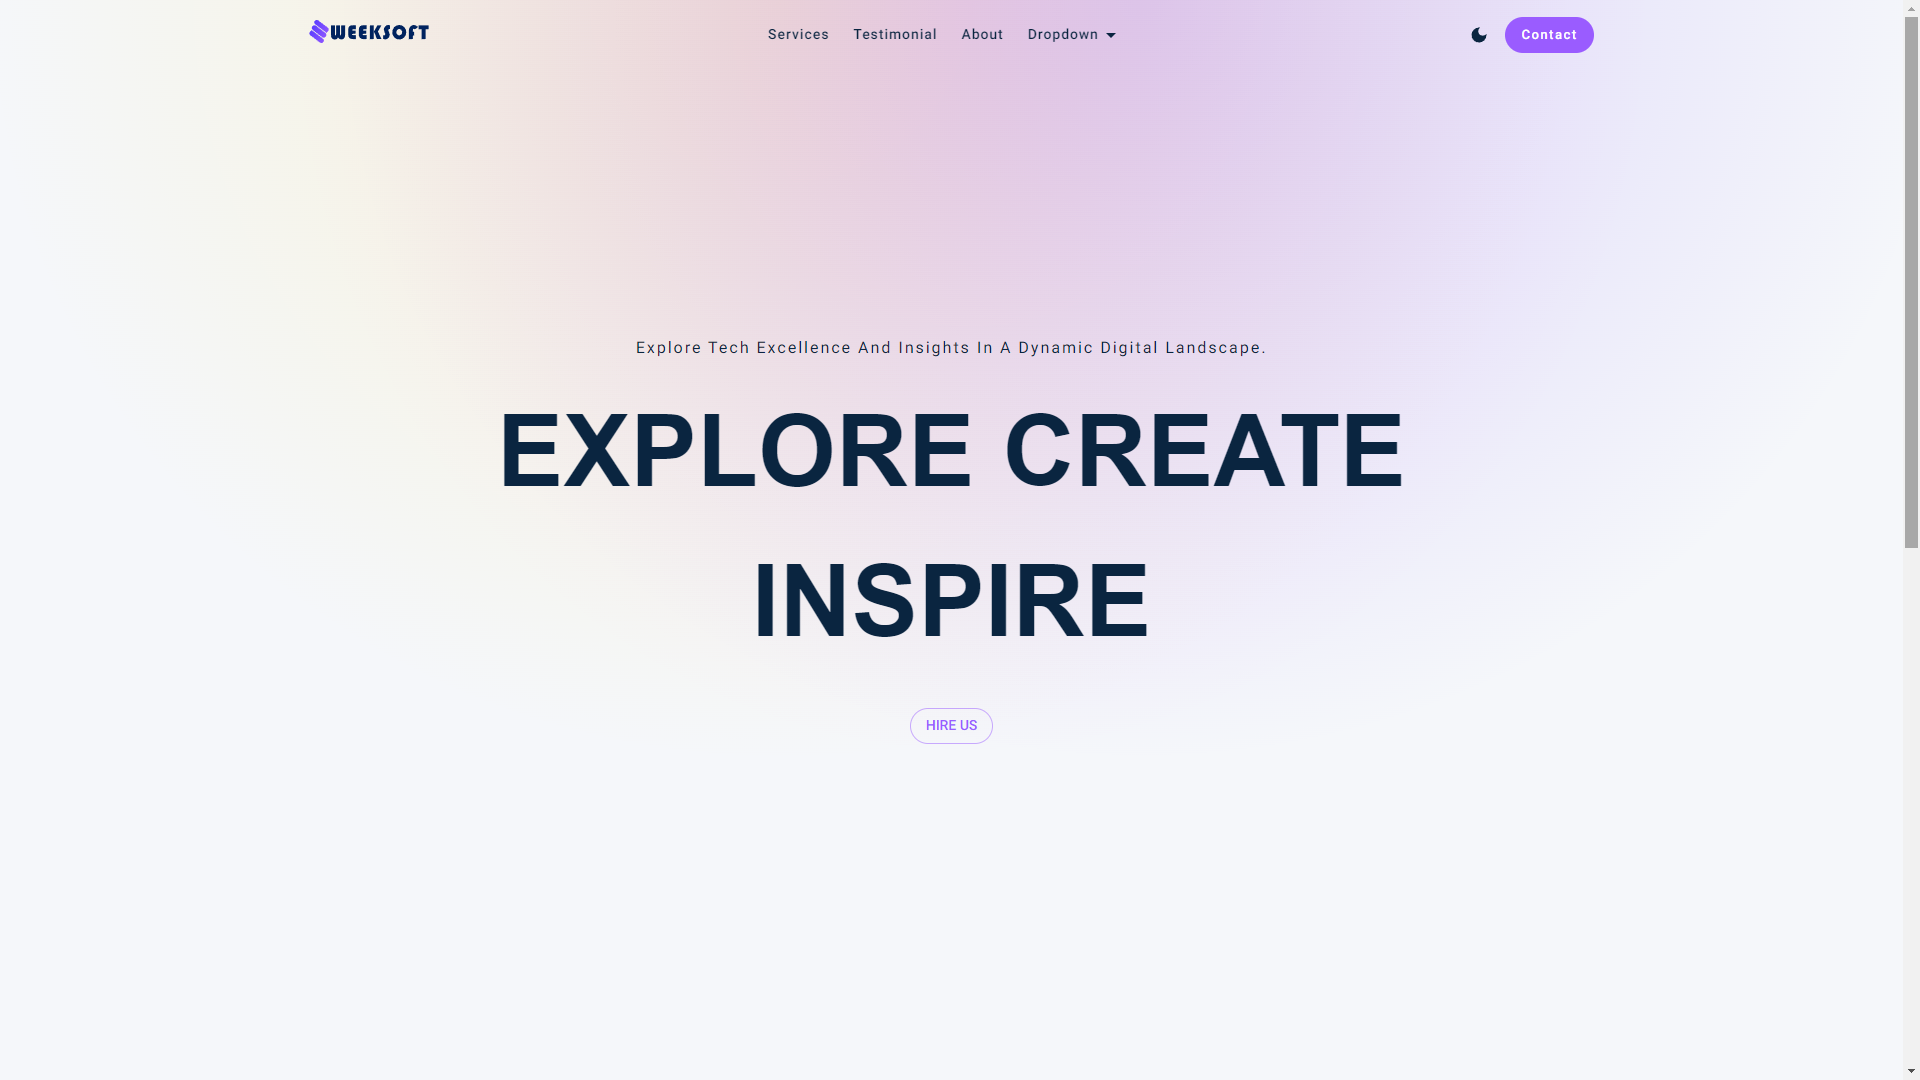 WEEKSOFT
Services Testimonial About Dropdown
Contact
Explore Tech Excellence And Insights In A Dynamic Digital Landscape.
EXPLORE CREATE
INSPIRE
HIRE US